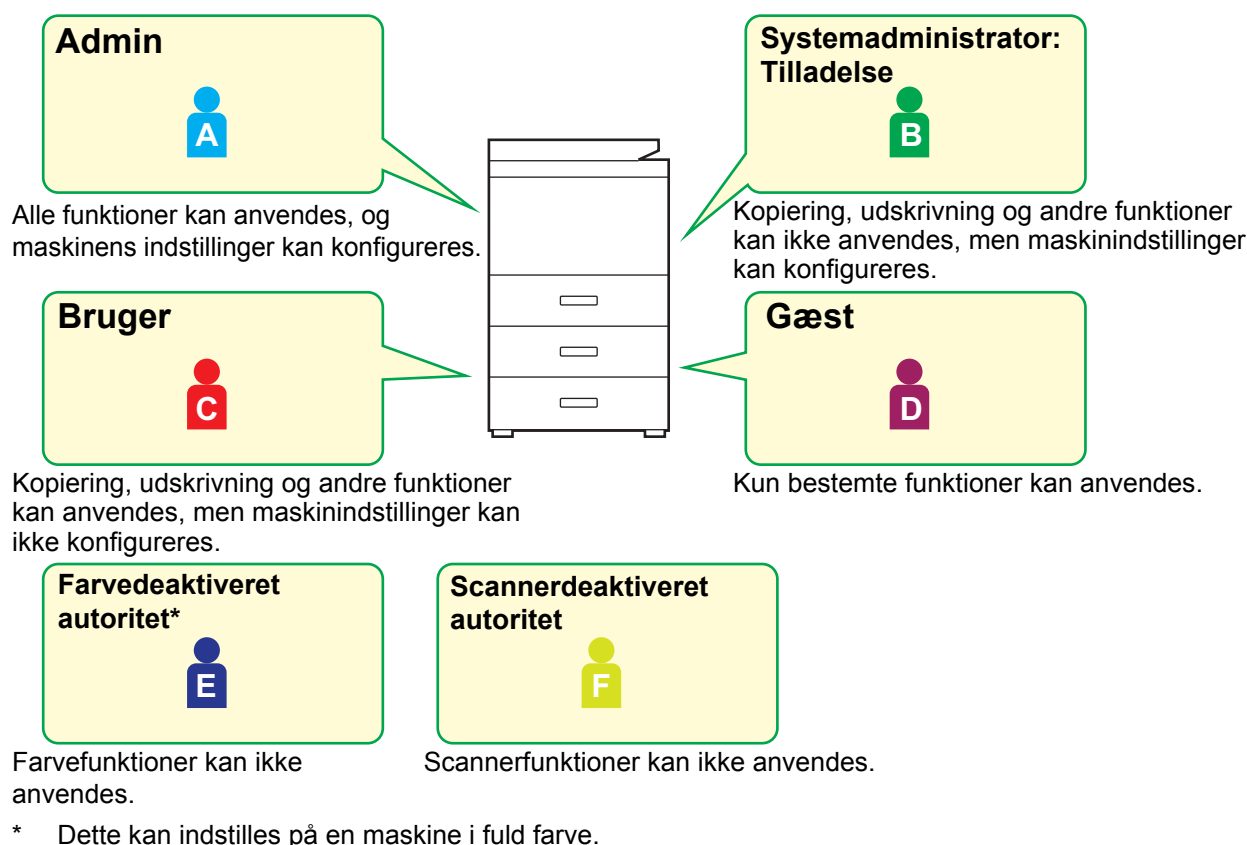 Admin
A
Alle funktioner kan anvendes, og
maskinens indstillinger kan konfigureres.
Systemadministrator:
Tilladelse
B
Kopiering, udskrivning og andre funktioner
kan ikke anvendes, men maskinindstillinger
kan konfigureres.
Bruger
C
Kopiering, udskrivning og andre funktioner
kan anvendes, men maskinindstillinger kan
ikke konfigureres.
Gæst
D
Kun bestemte funktioner kan anvendes.
Farvedeaktiveret
autoritet*
E
Farvefunktioner kan ikke
anvendes.
Scannerdeaktiveret
autoritet
F
Scannerfunktioner kan ikke anvendes.
* Dette kan indstilles på en maskine i fuld farve.